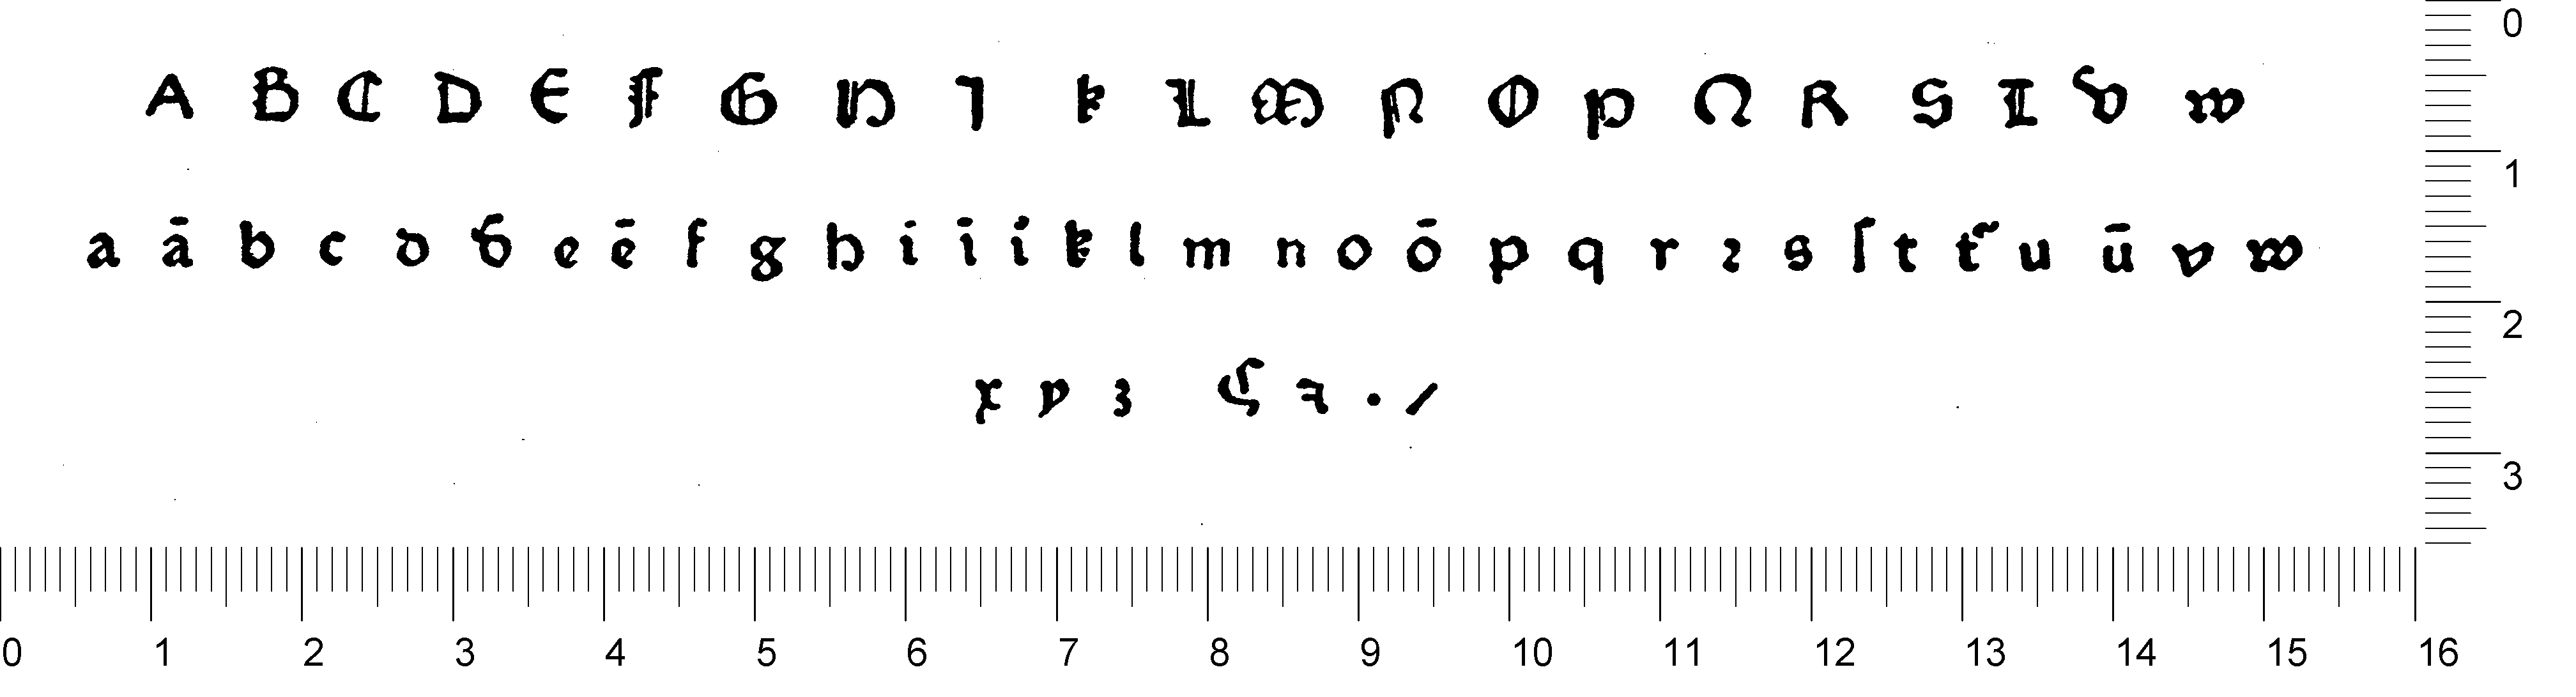 A B C D E F G H I k L M N O P Q R S T V w
a ā b c d d̛ e ē f g h i ī í k l m n o ō p q r ꝛ s ſ t t᷑ u ū v w
x y z ℭ ⁊ . /
0 1 2 3
0 1 2 3 4 5 6 7 8 9 10 11 12 13 14 15 16